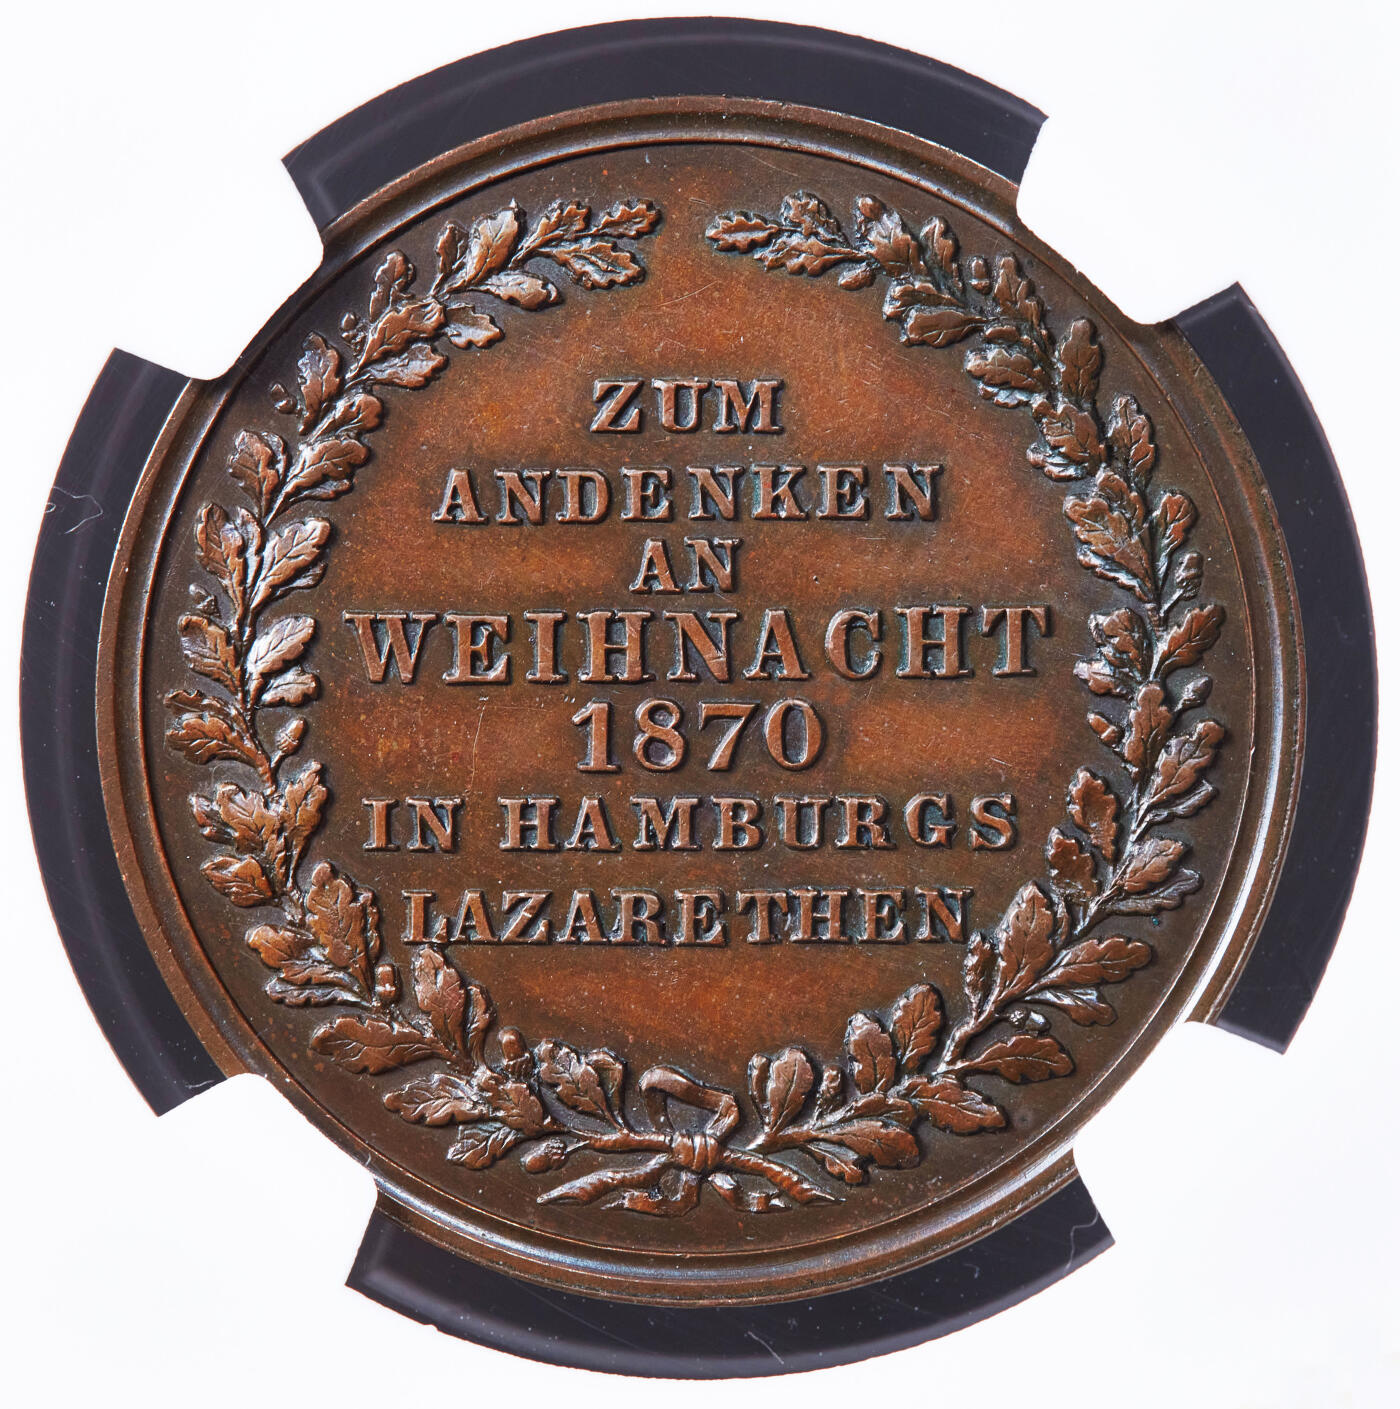 ZUM
ANDENKEN
AN
WEIHNACHT
1870
IN HAMBURGS
LAZARETHEN